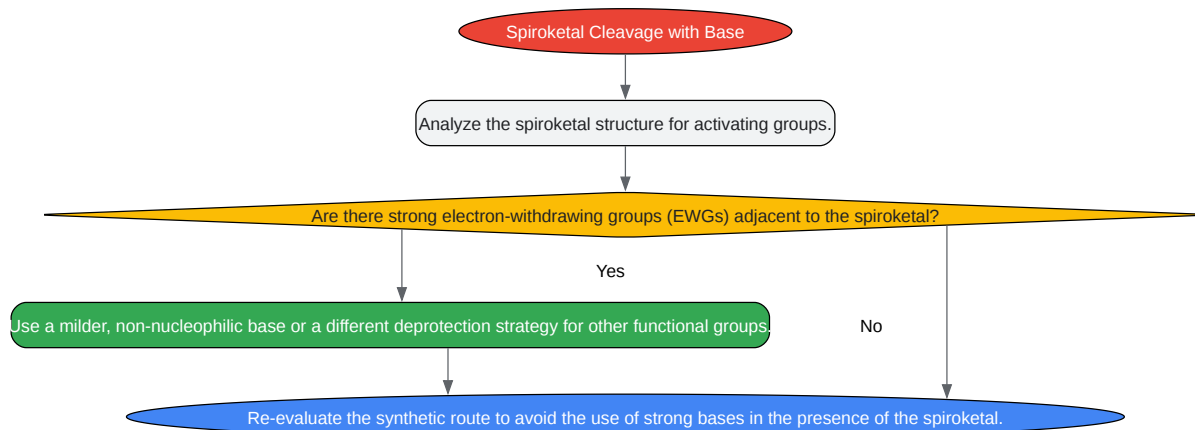 Spiroketal Cleavage with Base
Analyze the spiroketal structure for activating groups.
Are there strong electron-withdrawing groups (EWGs) adjacent to the spiroketal?
Yes
Use a milder, non-nucleophilic base or a different deprotection strategy for other functional groups.
No
Re-evaluate the synthetic route to avoid the use of strong bases in the presence of the spiroketal.